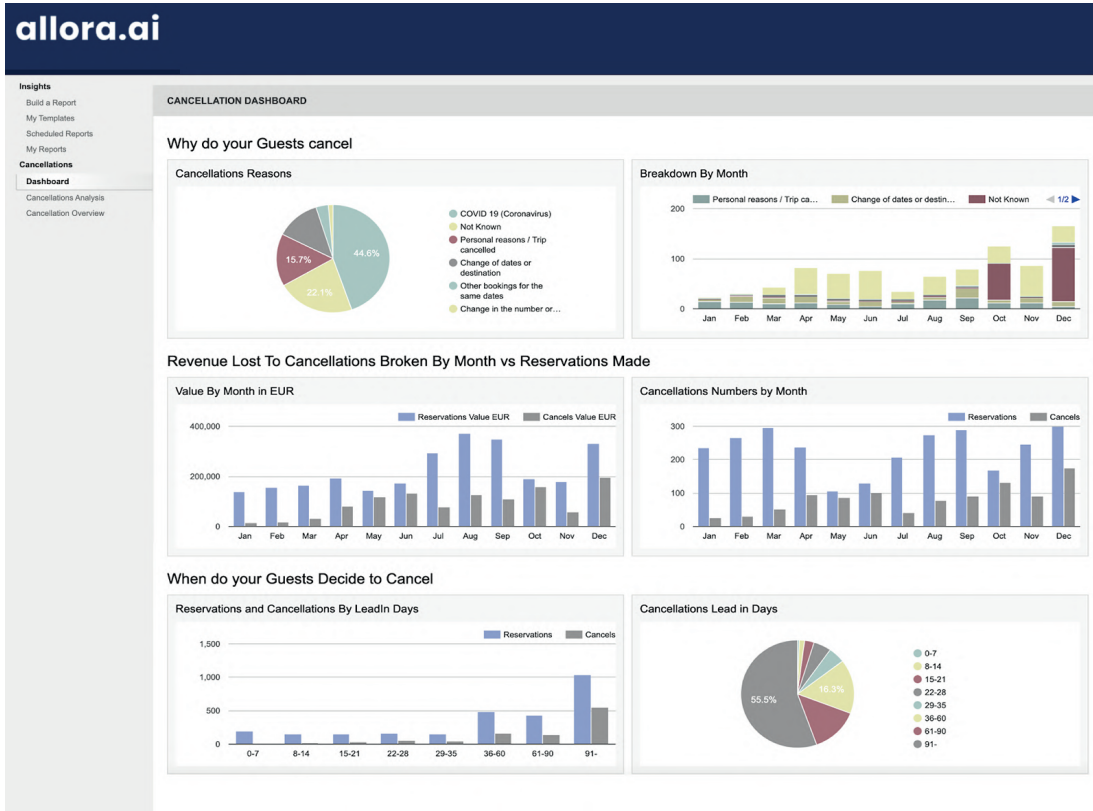 allora.ai
Insights
Build a Report
My Templates
Scheduled Reports
My Reports
Cancellations
Dashboard
Cancellations Analysis
Cancellation Overview
CANCELLATION DASHBOARD
Why do your Guests cancel
Cancellations Reasons
44.6%
15.7%
22.1%
COVID 19 (Coronavirus)
Not Known
Personal reasons / Trip
cancelled
Change of dates or
destination
Other bookings for the
same dates
Change in the number or…
Breakdown By Month
Personal reasons / Trip ca… Change of dates or destin… Not Known 1/2
200
100
0
Jan Feb Mar Apr May Jun Jul Aug Sep Oct Nov Dec
Revenue Lost To Cancellations Broken By Month vs Reservations Made
Value By Month in EUR
Reservations Value EUR Cancels Value EUR
400,000
200,000
0
Jan Feb Mar Apr May Jun Jul Aug Sep Oct Nov Dec
Cancellations Numbers by Month
Reservations Cancels
300
200
100
0
Jan Feb Mar Apr May Jun Jul Aug Sep Oct Nov Dec
When do your Guests Decide to Cancel
Reservations and Cancellations By LeadIn Days
Reservations Cancels
1,500
1,000
500
0
0-7 8-14 15-21 22-28 29-35 36-60 61-90 91-
Cancellations Lead in Days
55.5%
16.3%
0-7
8-14
15-21
22-28
29-35
36-60
61-90
91-